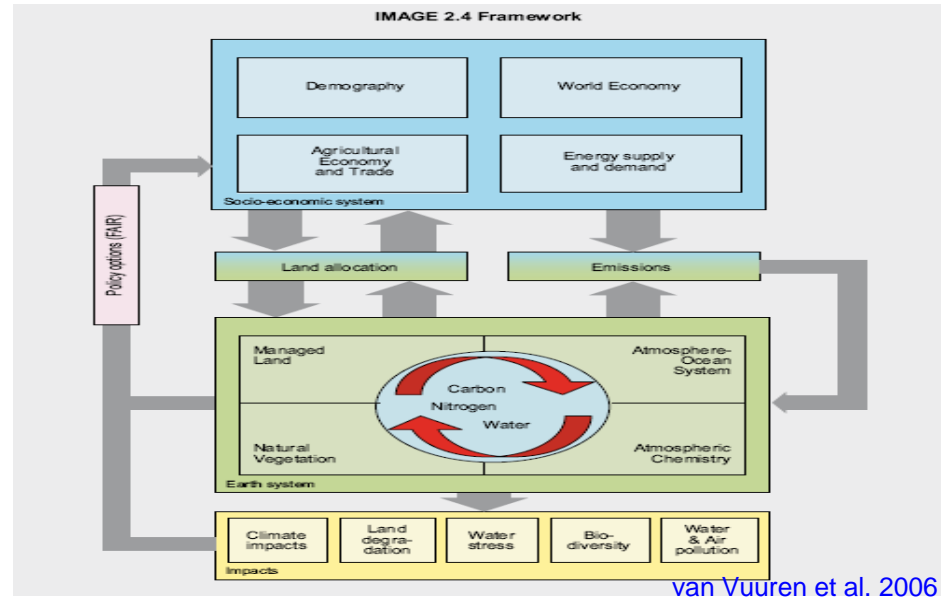 IMAGE 2.4 Framework
Demography
World Economy
Agricultural
Economy
and Trade
Energy supply
and demand
Socio-economic system
Policy options (FAIR)
Land allocation
Emissions
Managed
Land
Atmosphere-
Ocean
System
Carbon
Nitrogen
Water
Natural
Vegetation
Atmospheric
Chemistry
Earth system
Climate
impacts
Land
degra-
dation
Water
stress
Bio-
diversity
Water
& Air
pollution
Impacts
van Vuuren et al. 2006